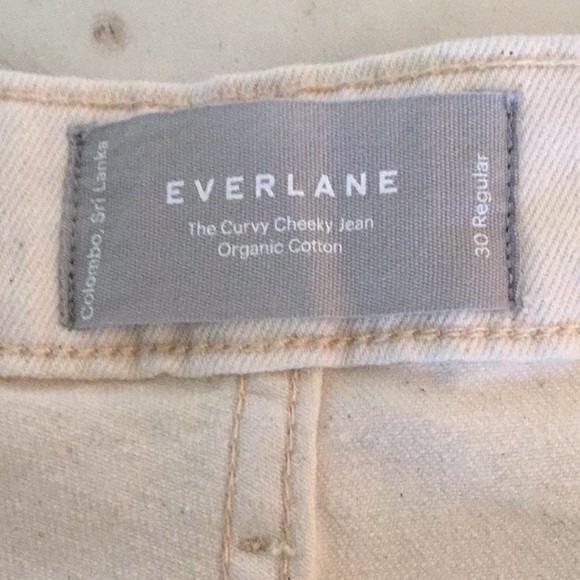 Colombo, Sri Lanka
EVERLANE
The Curvy Cheeky Jean
Organic Cotton
30 Regular